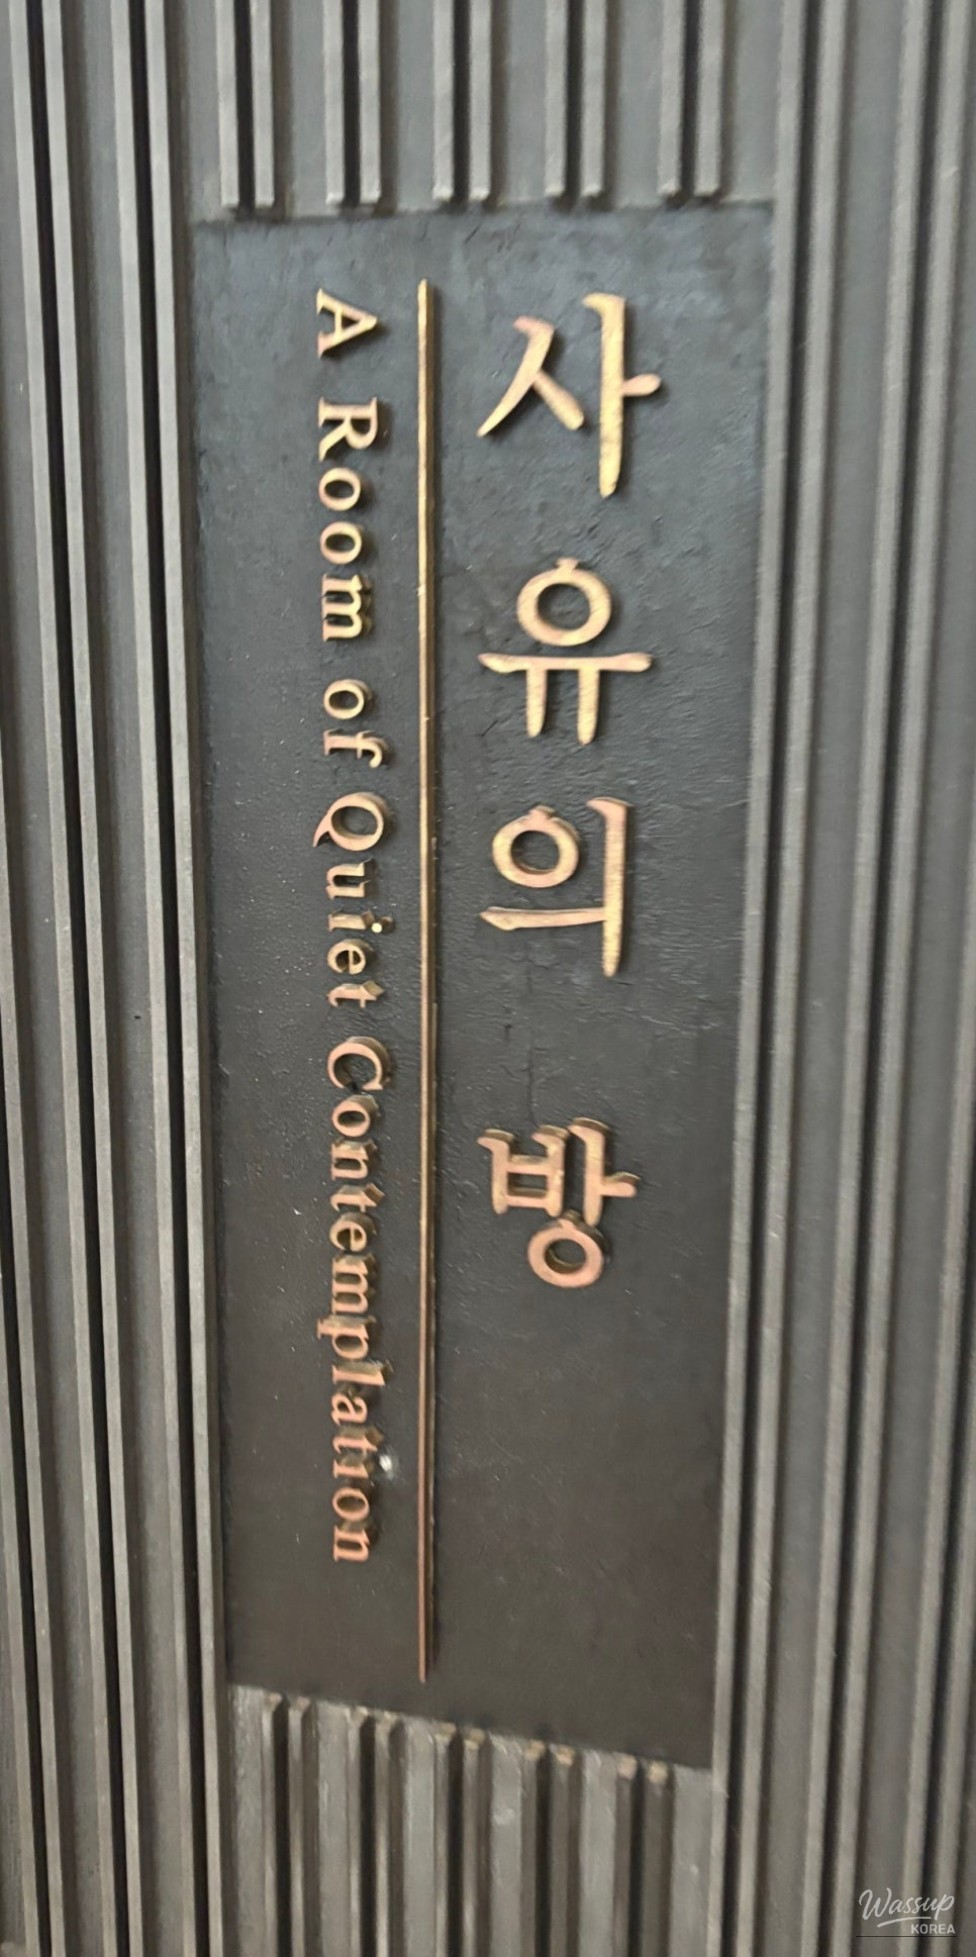 사유의 방
A Room of Quiet Contemplation
Wassup
KOREA